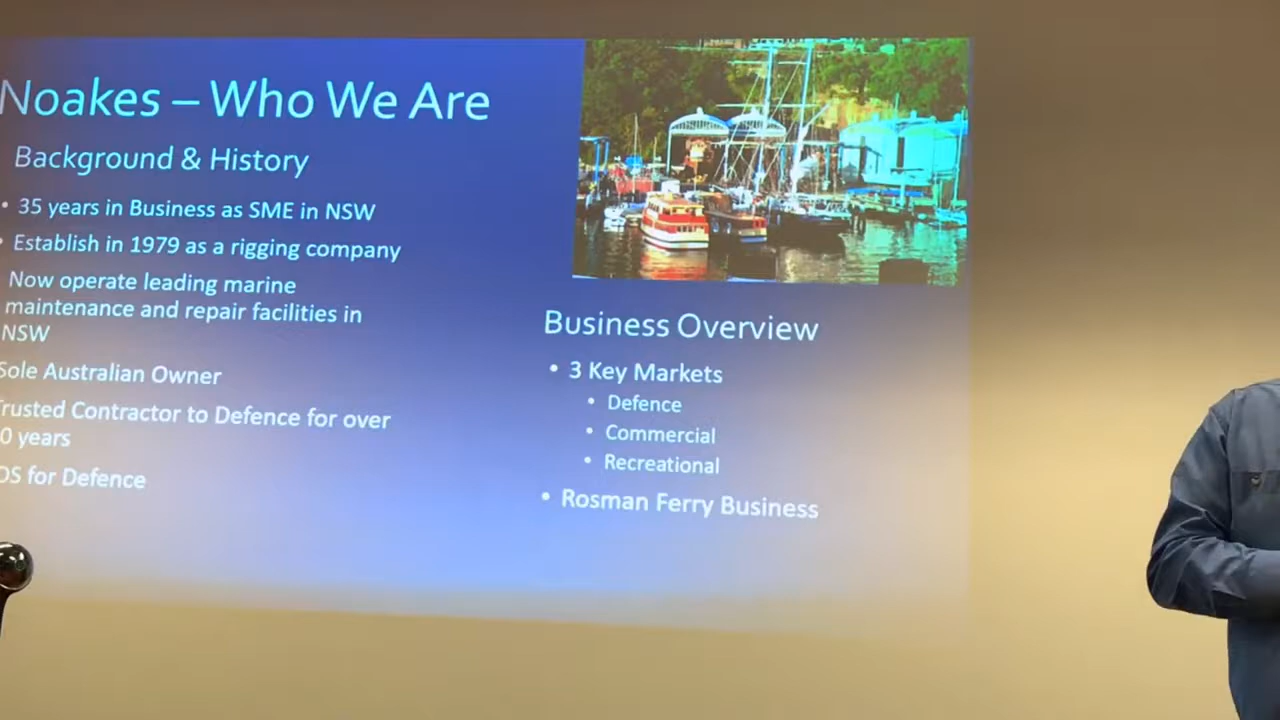 Noakes – Who We Are
Background & History
• 35 years in Business as SME in NSW
• Establish in 1979 as a rigging company
Now operate leading marine
maintenance and repair facilities in
NSW
Sole Australian Owner
Trusted Contractor to Defence for over
0 years
OS for Defence
Business Overview
• 3 Key Markets
• Defence
• Commercial
• Recreational
• Rosman Ferry Business